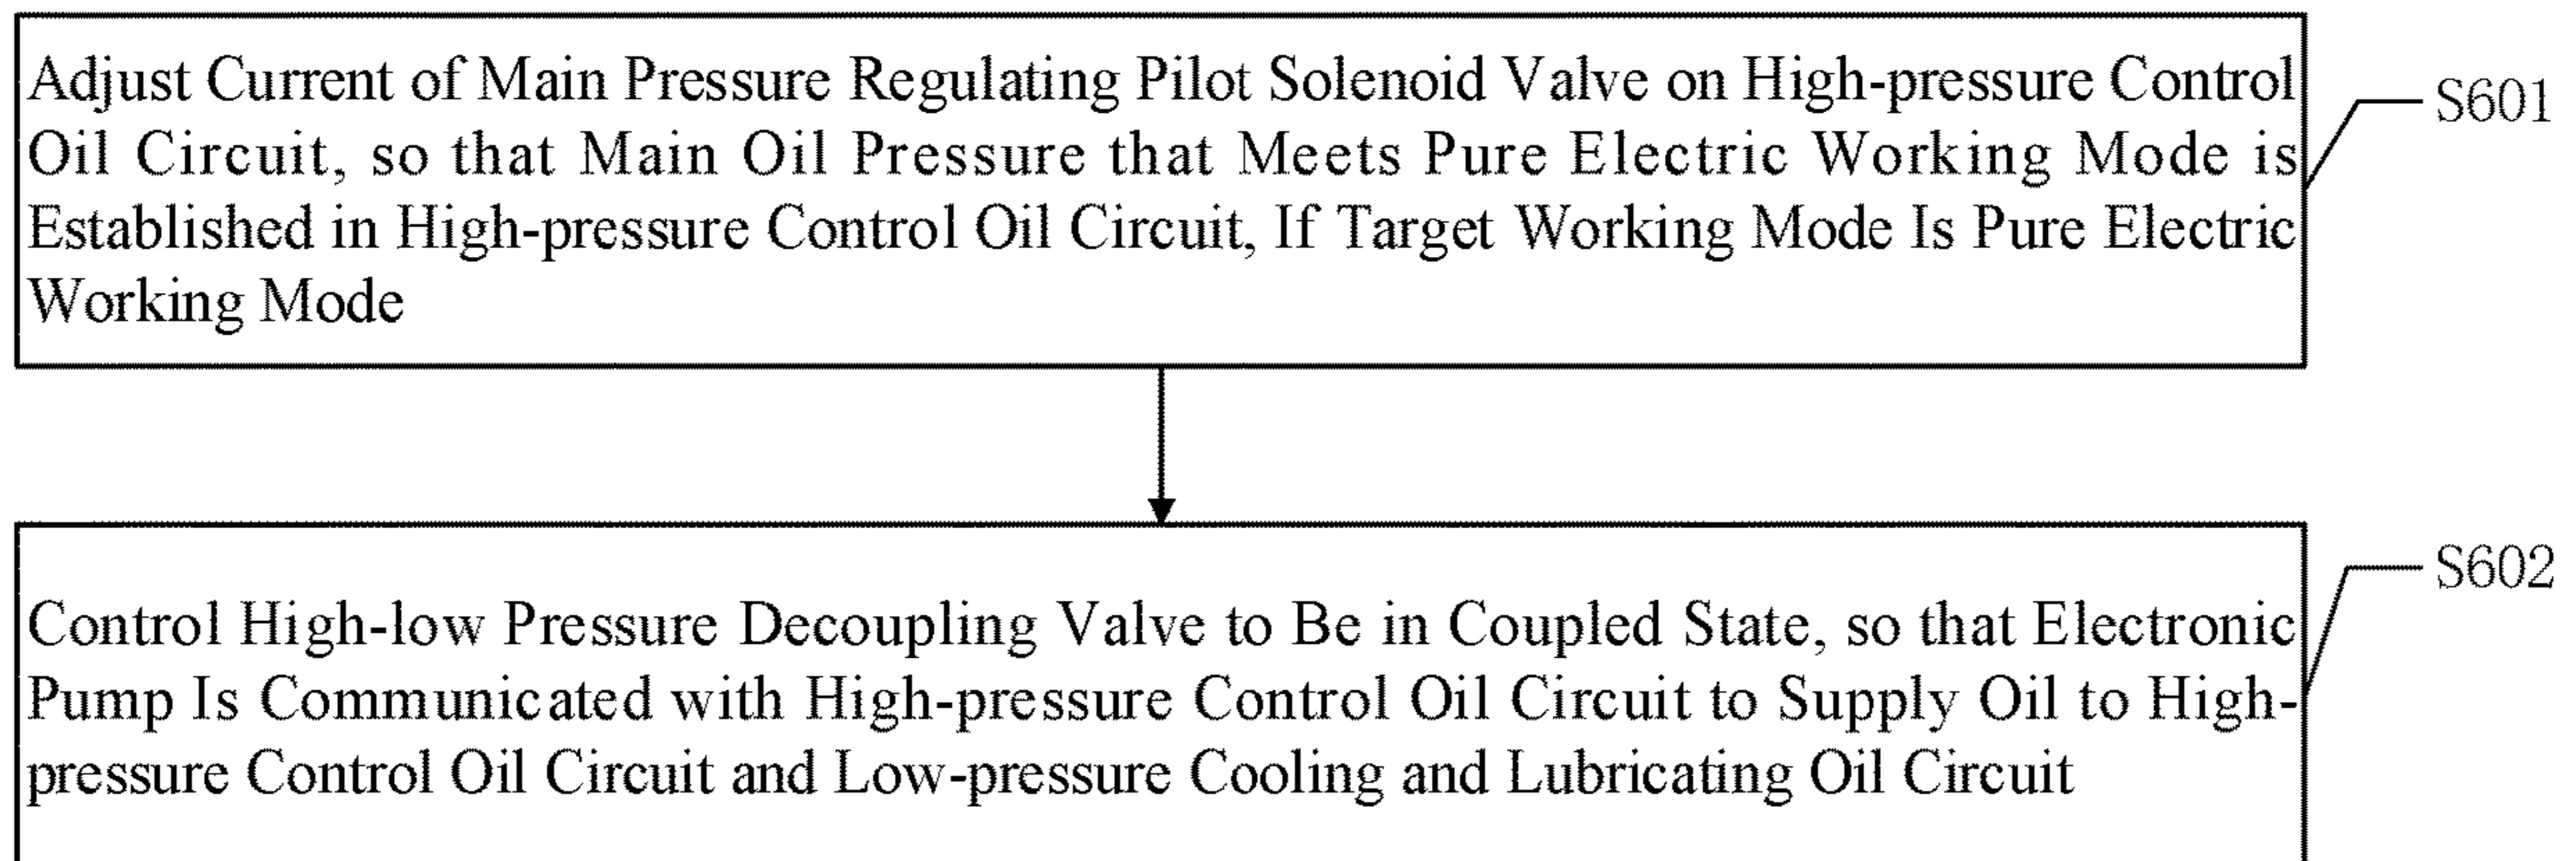 Adjust Current of Main Pressure Regulating Pilot Solenoid Valve on High-pressure Control
Oil Circuit, so that Main Oil Pressure that Meets Pure Electric Working Mode is
Established in High-pressure Control Oil Circuit, If Target Working Mode Is Pure Electric
Working Mode
S601
Control High-low Pressure Decoupling Valve to Be in Coupled State, so that Electronic
Pump Is Communicated with High-pressure Control Oil Circuit to Supply Oil to High-
pressure Control Oil Circuit and Low-pressure Cooling and Lubricating Oil Circuit
S602